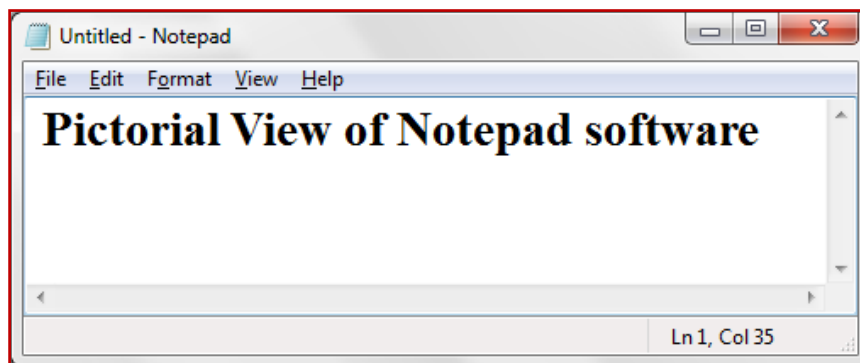 Untitled - Notepad
File Edit Format View Help
Pictorial View of Notepad software
Ln 1, Col 35